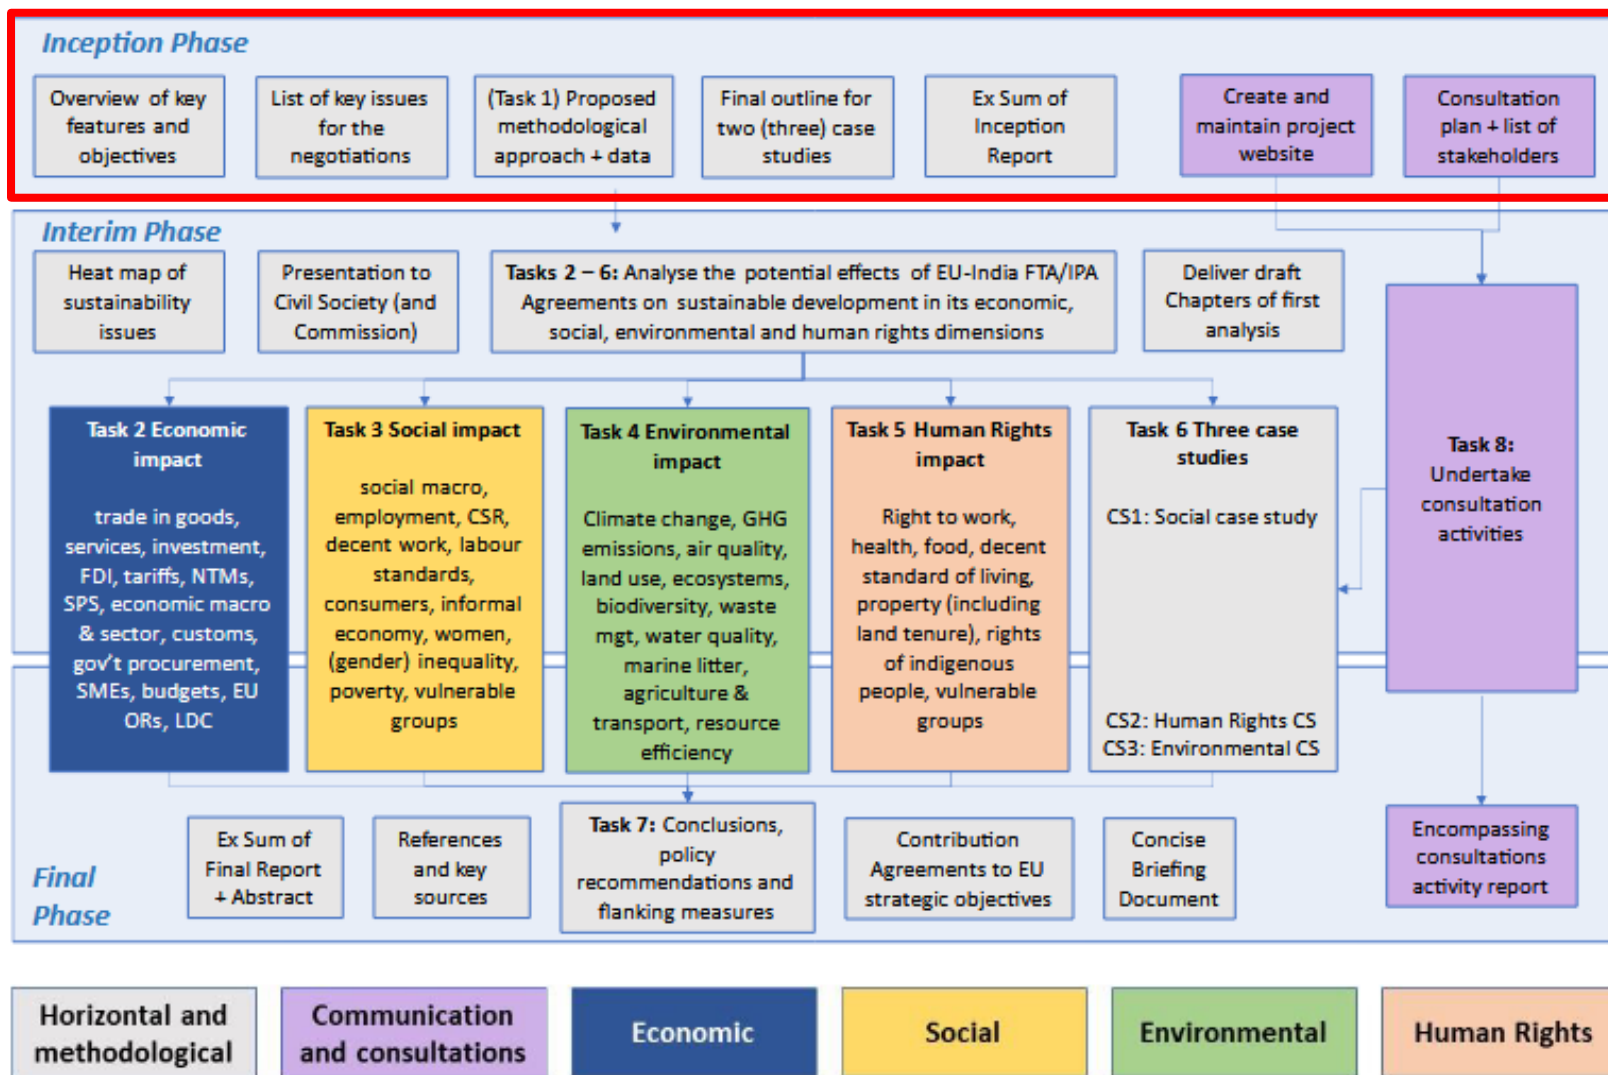 Inception Phase
Overview of key
features and
objectives
List of key issues
for the
negotiations
(Task 1) Proposed
methodological
approach + data
Final outline for
two (three) case
studies
Ex Sum of
Inception
Report
Create and
maintain project
website
Consultation
plan + list of
stakeholders
Interim Phase
Heat map of
sustainability
issues
Presentation to
Civil Society (and
Commission)
Tasks 2 – 6: Analyse the potential effects of EU-India FTA/IPA
Agreements on sustainable development in its economic,
social, environmental and human rights dimensions
Deliver draft
Chapters of first
analysis
Task 2 Economic
impact
trade in goods,
services, investment,
FDI, tariffs, NTMs,
SPS, economic macro
& sector, customs,
gov't procurement,
SMEs, budgets, EU
ORs, LDC
Task 3 Social impact
social macro,
employment, CSR,
decent work, labour
standards,
consumers, informal
economy, women,
(gender) inequality,
poverty, vulnerable
groups
Task 4 Environmental
impact
Climate change, GHG
emissions, air quality,
land use, ecosystems,
biodiversity, waste
mgt, water quality,
marine litter,
agriculture &
transport, resource
efficiency
Task 5 Human Rights
impact
Right to work,
health, food, decent
standard of living,
property (including
land tenure), rights
of indigenous
people, vulnerable
groups
Task 6 Three case
studies
CS1: Social case study
CS2: Human Rights CS
CS3: Environmental CS
Task 8:
Undertake
consultation
activities
Final
Phase
Ex Sum of
Final Report
+ Abstract
References
and key
sources
Task 7: Conclusions,
policy
recommendations and
flanking measures
Contribution
Agreements to EU
strategic objectives
Concise
Briefing
Document
Encompassing
consultations
activity report
Horizontal and
methodological
Communication
and consultations
Economic
Social
Environmental
Human Rights